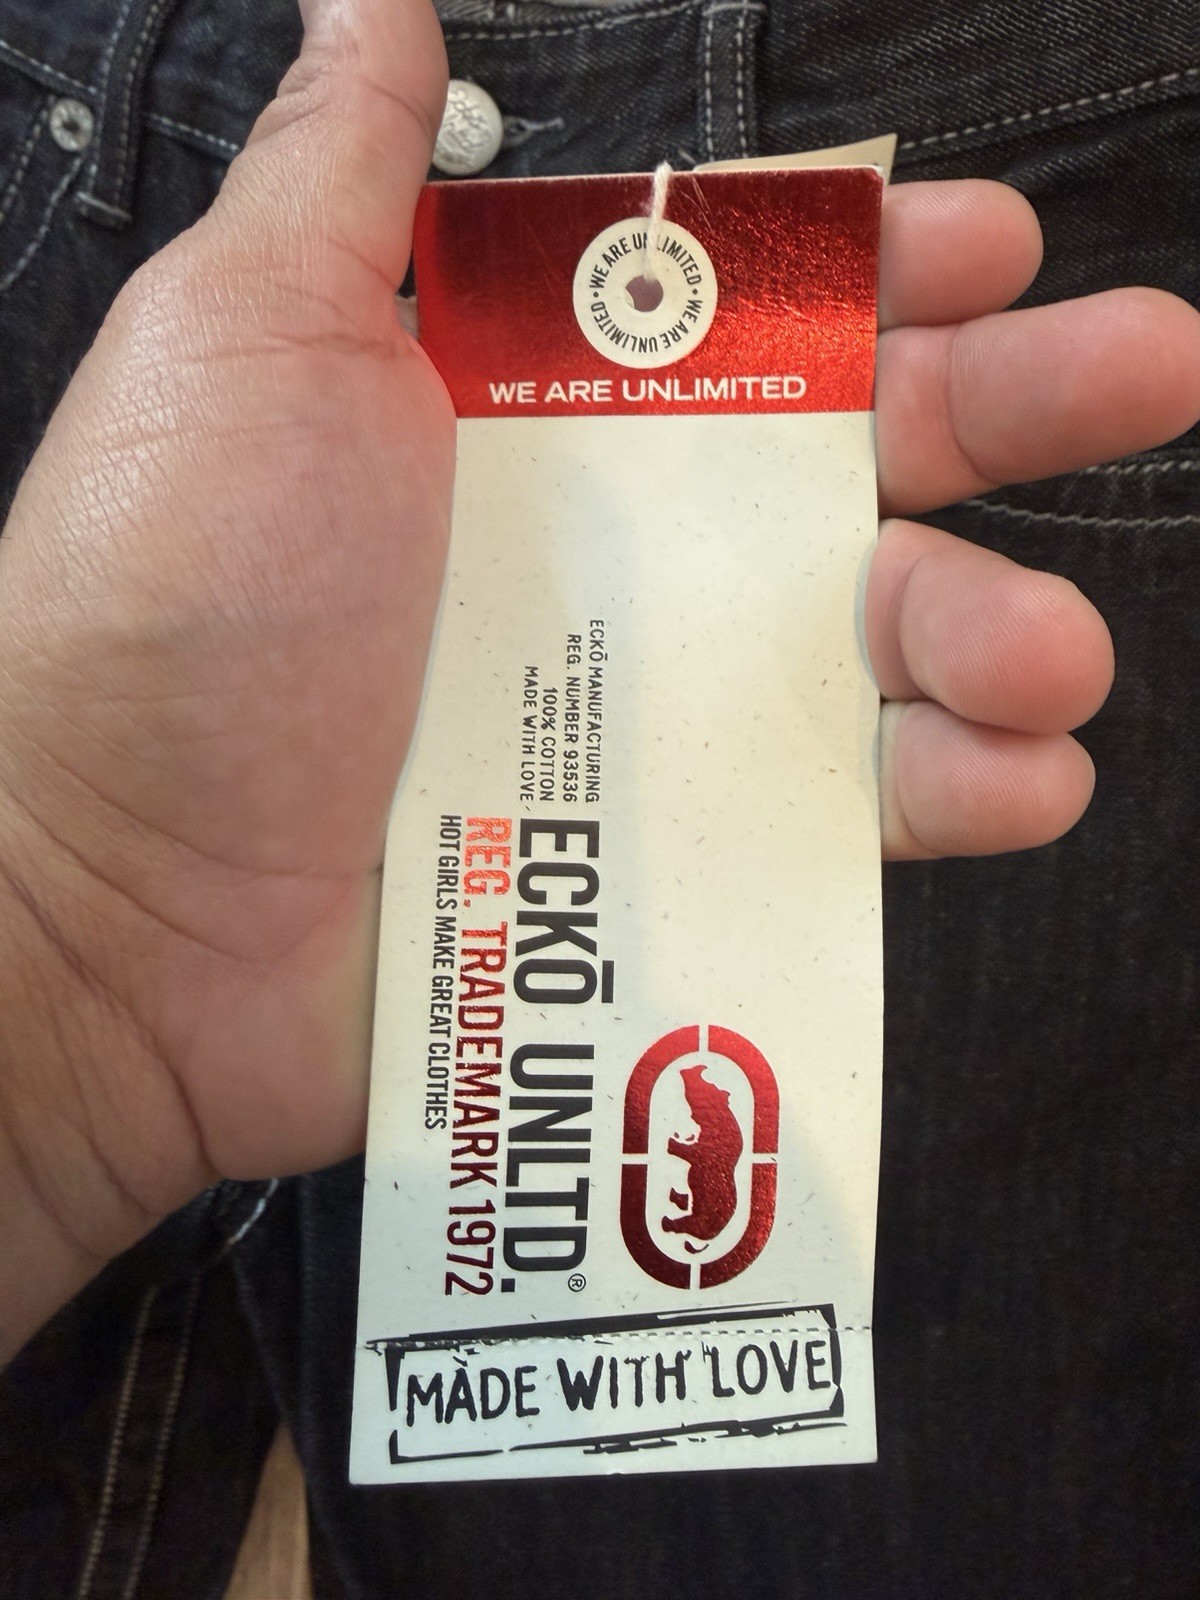 WE ARE UNLIMITED • WE ARE UNLIMITED •
WE ARE UNLIMITED
ECKŌ MANUFACTURING
REG. NUMBER 93536
100% COTTON
MADE WITH LOVE
ECKŌ UNLTD.®
REG. TRADEMARK 1972
HOT GIRLS MAKE GREAT CLOTHES
MADE WITH LOVE